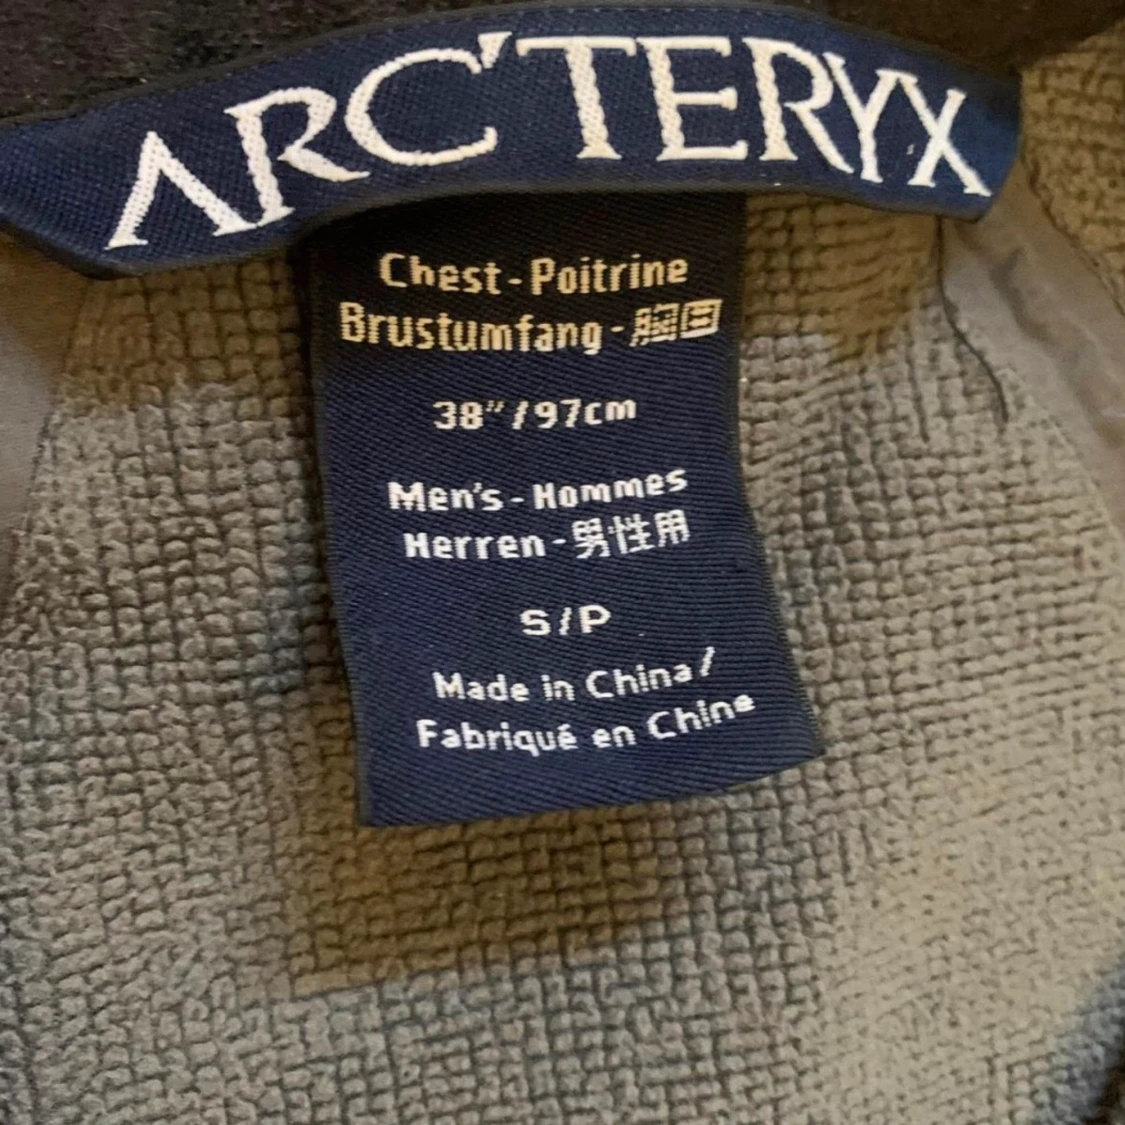 ARC'TERYX
Chest-Poitrine
Brustumfang-胸囲
38"/97cm
Men's-Hommes
Herren-男性用
S/P
Made in China/
Fabriqué en Chine